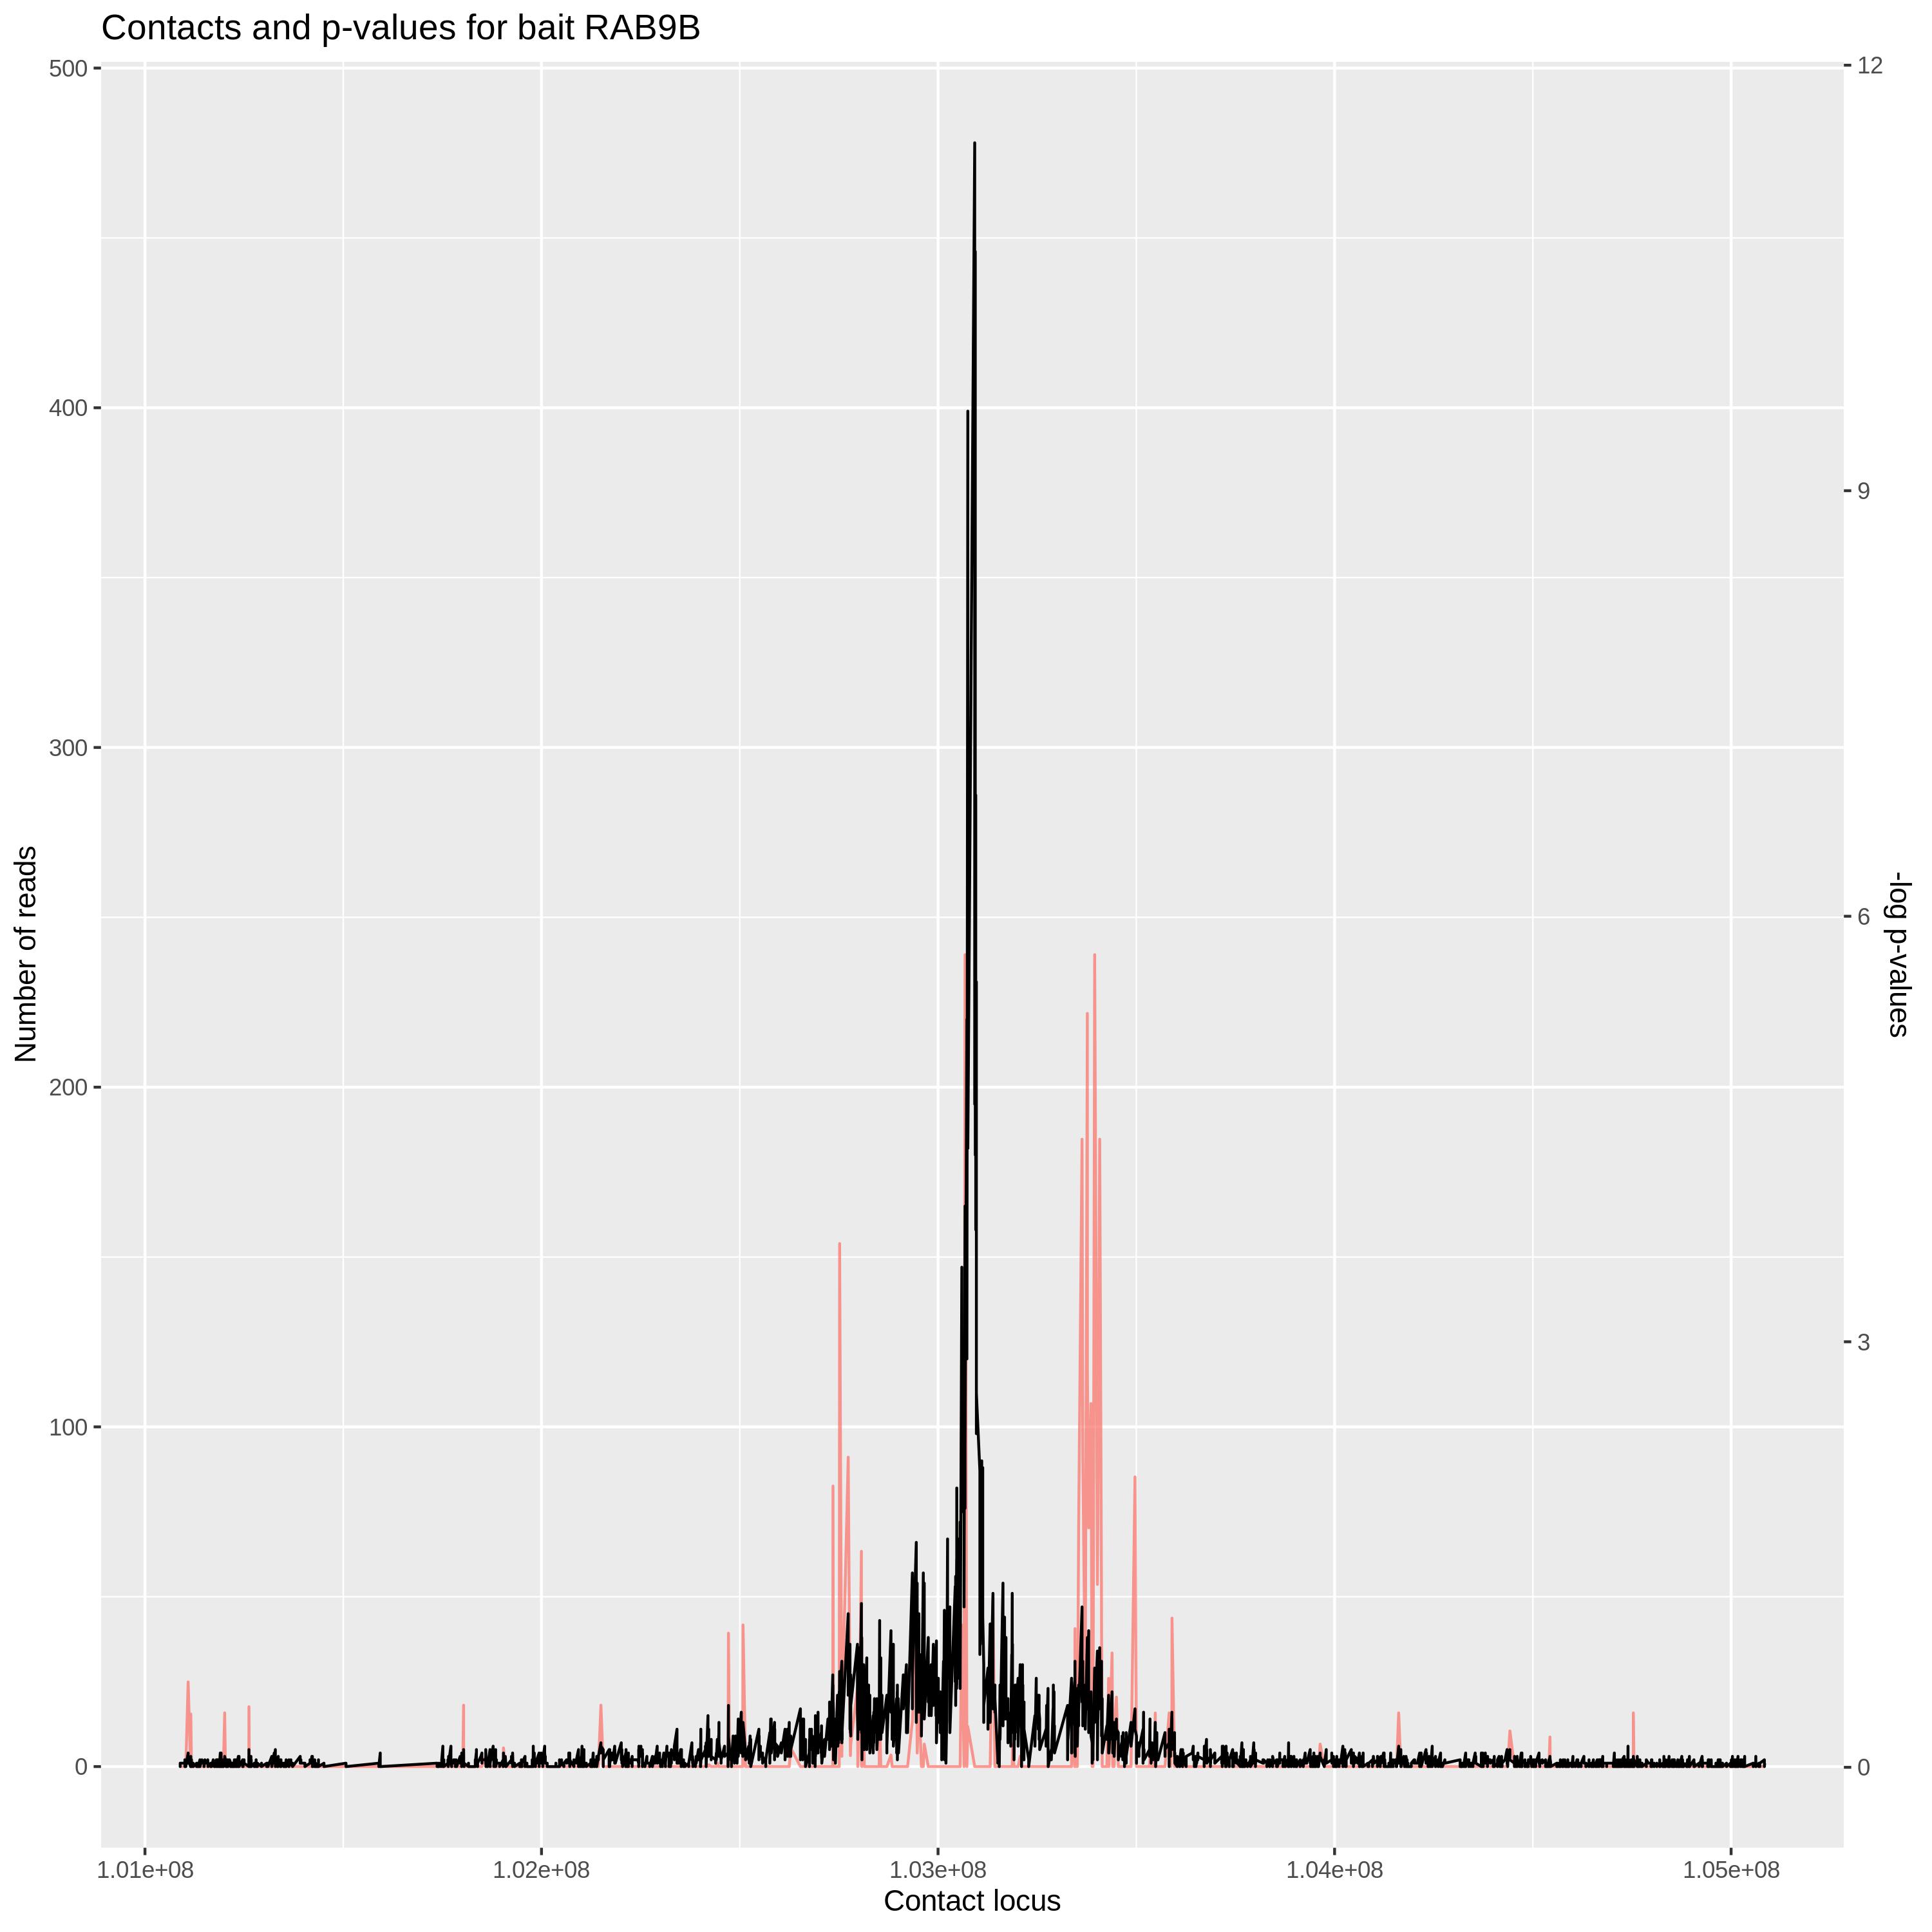 Contacts and p-values for bait RAB9B
500
400
300
200
100
0
Number of reads
12
9
6
3
0
-log p-values
1.01e+08
1.02e+08
1.03e+08
1.04e+08
1.05e+08
Contact locus